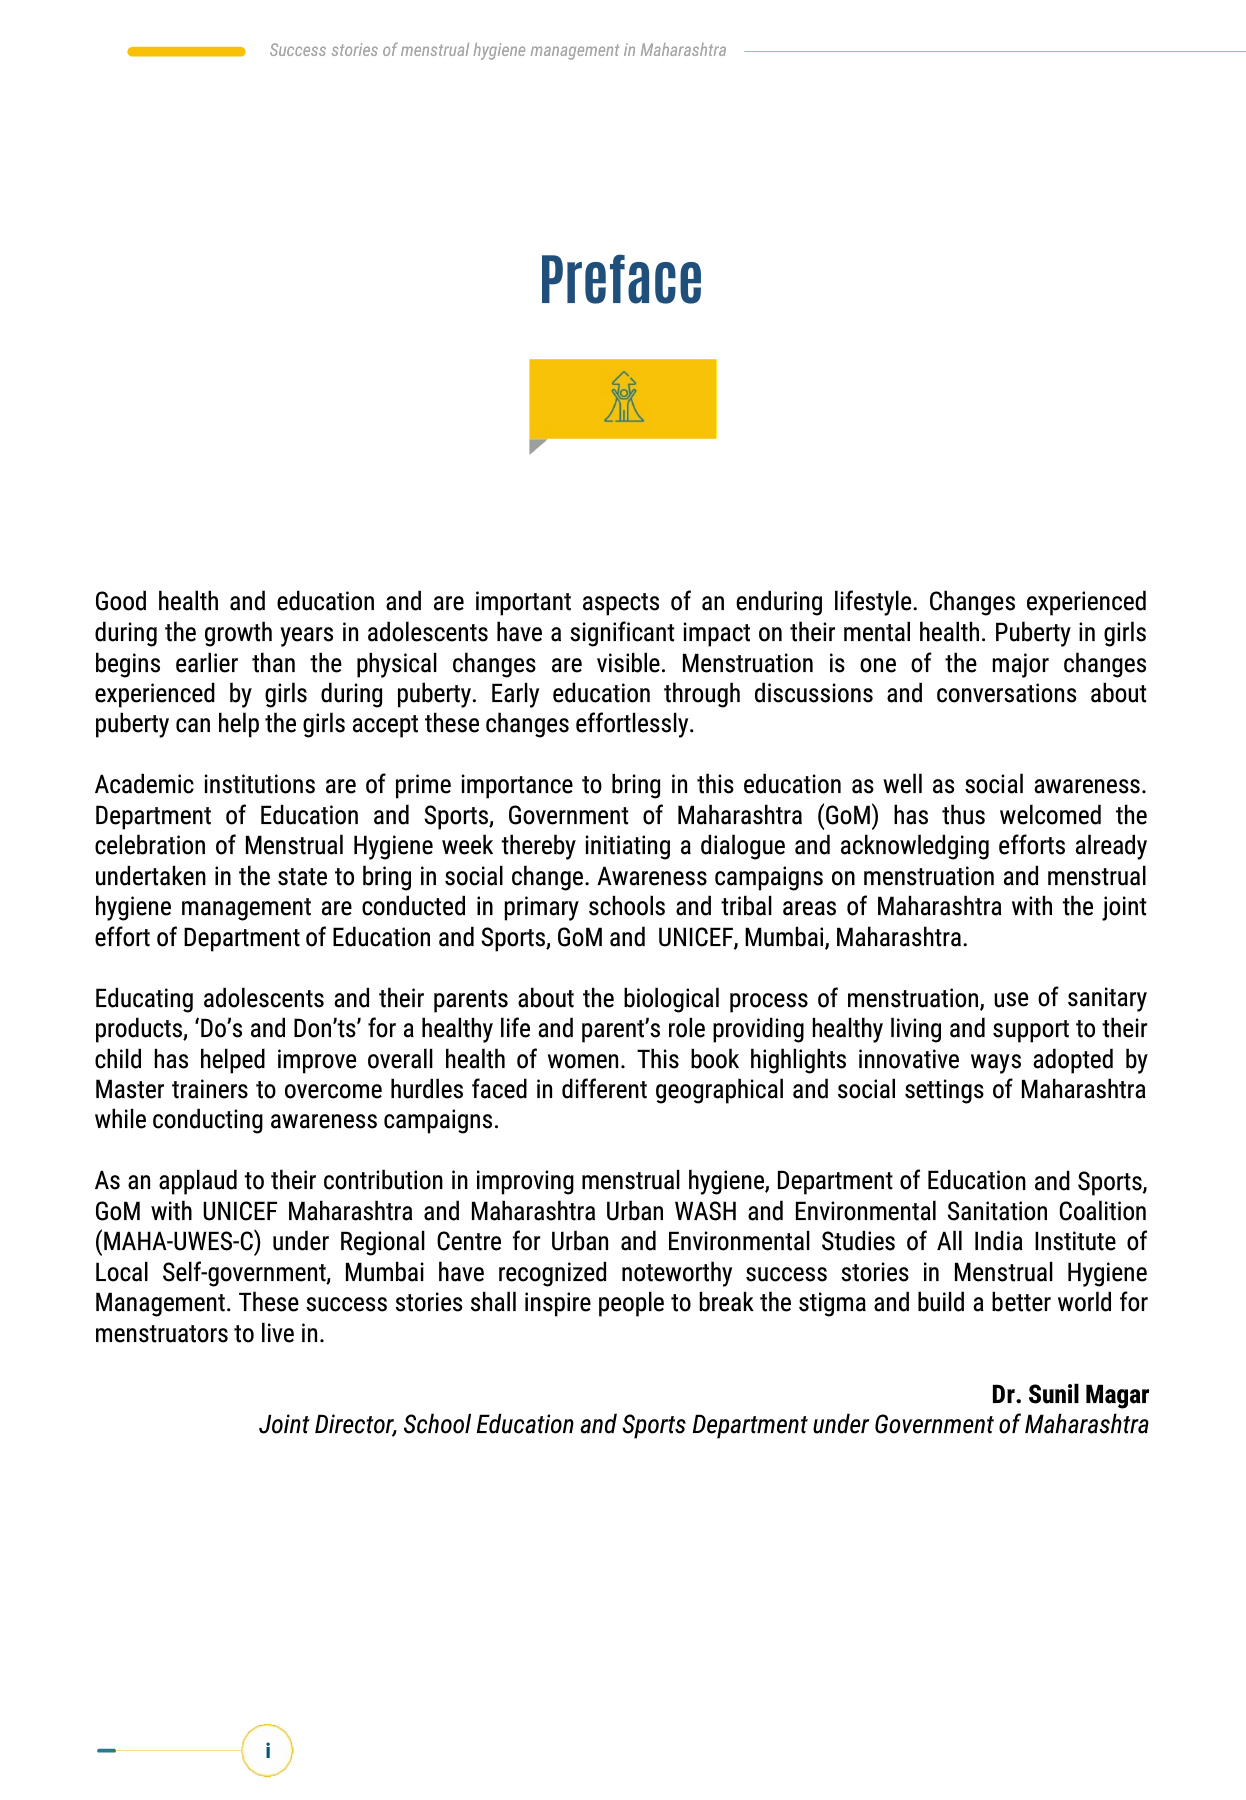 Success stories of menstrual hygiene management in Maharashtra
Preface
Good health and education and are important aspects of an enduring lifestyle. Changes experienced
during the growth years in adolescents have a significant impact on their mental health. Puberty in girls
begins earlier than the physical changes are visible. Menstruation is one of the major changes
experienced by girls during puberty. Early education through discussions and conversations about
puberty can help the girls accept these changes effortlessly.
Academic institutions are of prime importance to bring in this education as well as social awareness.
Department of Education and Sports, Government of Maharashtra (GoM) has thus welcomed the
celebration of Menstrual Hygiene week thereby initiating a dialogue and acknowledging efforts already
undertaken in the state to bring in social change. Awareness campaigns on menstruation and menstrual
hygiene management are conducted in primary schools and tribal areas of Maharashtra with the joint
effort of Department of Education and Sports, GoM and UNICEF, Mumbai, Maharashtra.
Educating adolescents and their parents about the biological process of menstruation, use of sanitary
products, ‘Do’s and Don’ts’ for a healthy life and parent’s role providing healthy living and support to their
child has helped improve overall health of women. This book highlights innovative ways adopted by
Master trainers to overcome hurdles faced in different geographical and social settings of Maharashtra
while conducting awareness campaigns.
As an applaud to their contribution in improving menstrual hygiene, Department of Education and Sports,
GoM with UNICEF Maharashtra and Maharashtra Urban WASH and Environmental Sanitation Coalition
(MAHA-UWES-C) under Regional Centre for Urban and Environmental Studies of All India Institute of
Local Self-government, Mumbai have recognized noteworthy success stories in Menstrual Hygiene
Management. These success stories shall inspire people to break the stigma and build a better world for
menstruators to live in.
Dr. Sunil Magar
Joint Director, School Education and Sports Department under Government of Maharashtra
i